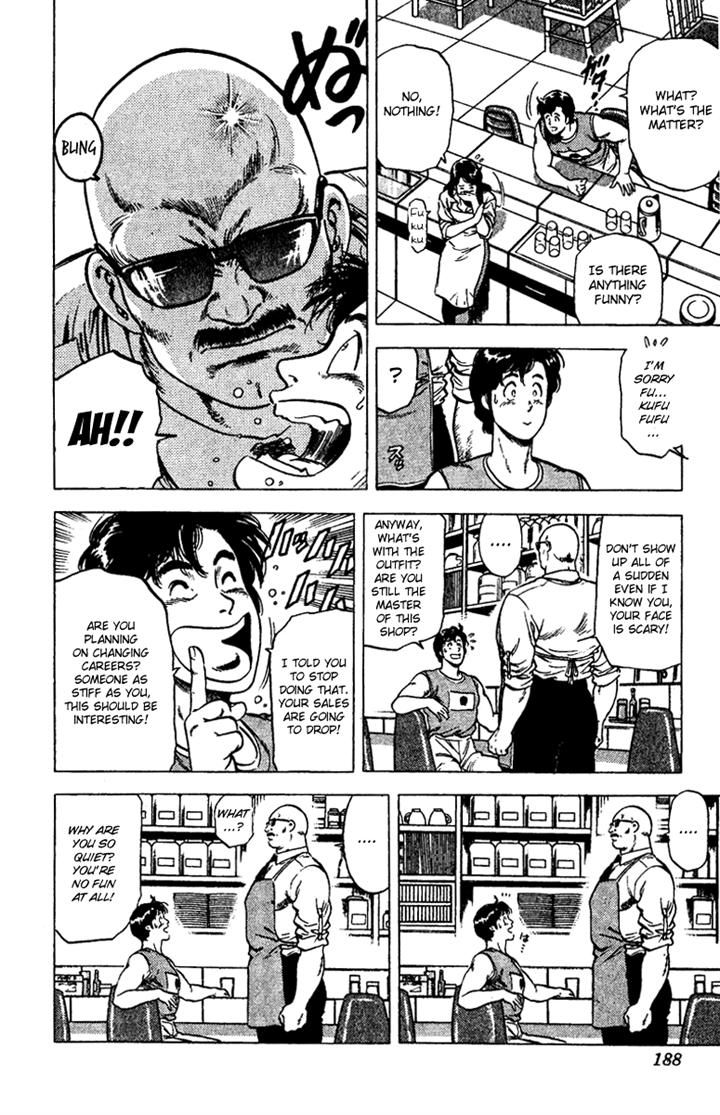 WHAT?
WHAT'S THE
MATTER?
ガバ
NO,
NOTHING!
Fu
ku
ku
IS THERE
ANYTHING
FUNNY?
I'M
SORRY
FU...
KUFU
FUFU
...
?
ぬっ
BLING
AH!!
DON'T SHOW
UP ALL OF
A SUDDEN
EVEN IF I
KNOW YOU,
YOUR FACE
IS SCARY!
....
ANYWAY,
WHAT'S
WITH THE
OUTFIT?
ARE YOU
STILL THE
MASTER
OF THIS
SHOP?
I TOLD YOU
TO STOP
DOING THAT.
YOUR SALES
ARE GOING
TO DROP!
ARE YOU
PLANNING
ON CHANGING
CAREERS?
SOMEONE AS
STIFF AS YOU,
THIS SHOULD BE
INTERESTING!
....
は
....
WHAT
...?
WHY ARE
YOU SO
QUIET?
YOU'RE
NO FUN
AT ALL!
188